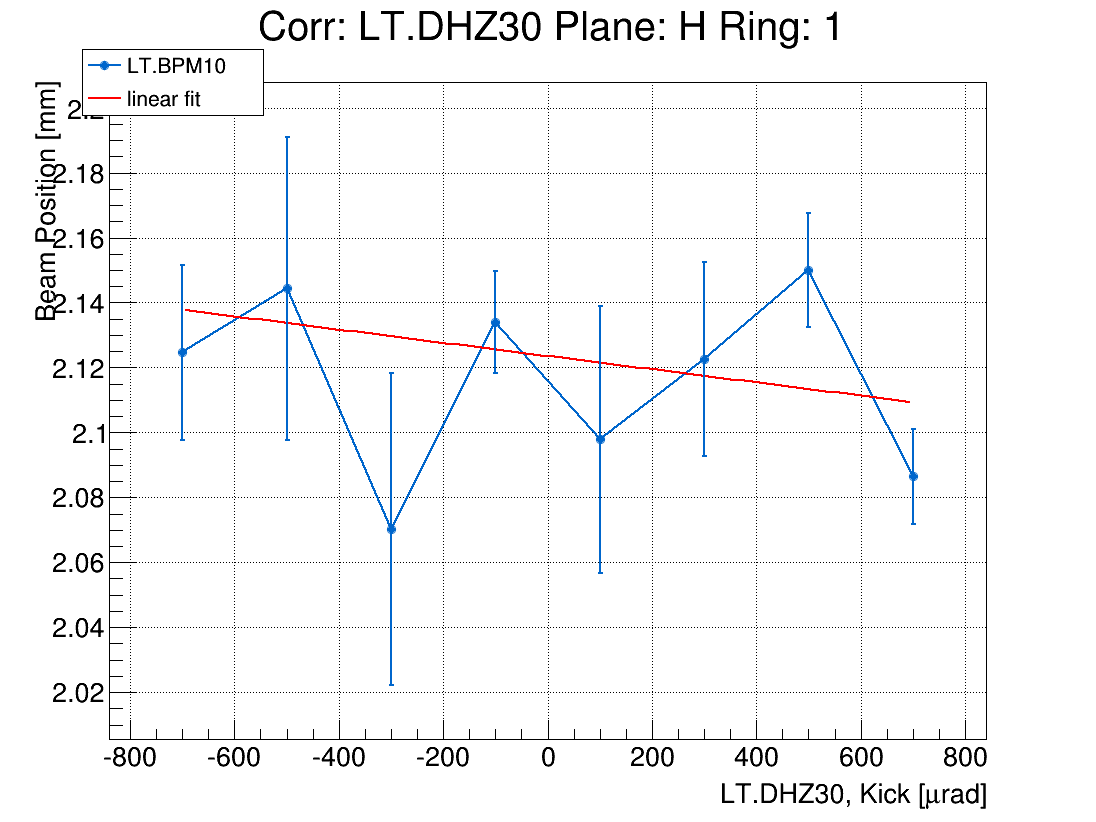 Corr: LT.DHZ30 Plane: H Ring: 1
LT.BPM10
linear fit
Beam Position [mm]
2.2
2.18
2.16
2.14
2.12
2.1
2.08
2.06
2.04
2.02
-800 -600 -400 -200 0 200 400 600 800
LT.DHZ30, Kick [μrad]